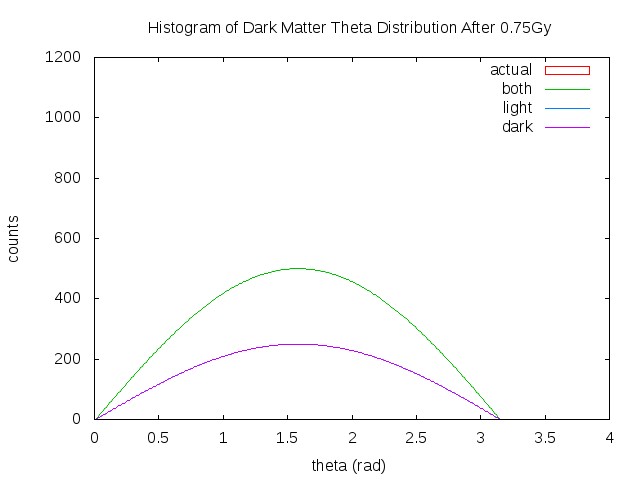 Histogram of Dark Matter Theta Distribution After 0.75Gy
1200
1000
800
600
400
200
0
counts
actual
both
light
dark
0 0.5 1 1.5 2 2.5 3 3.5 4
theta (rad)